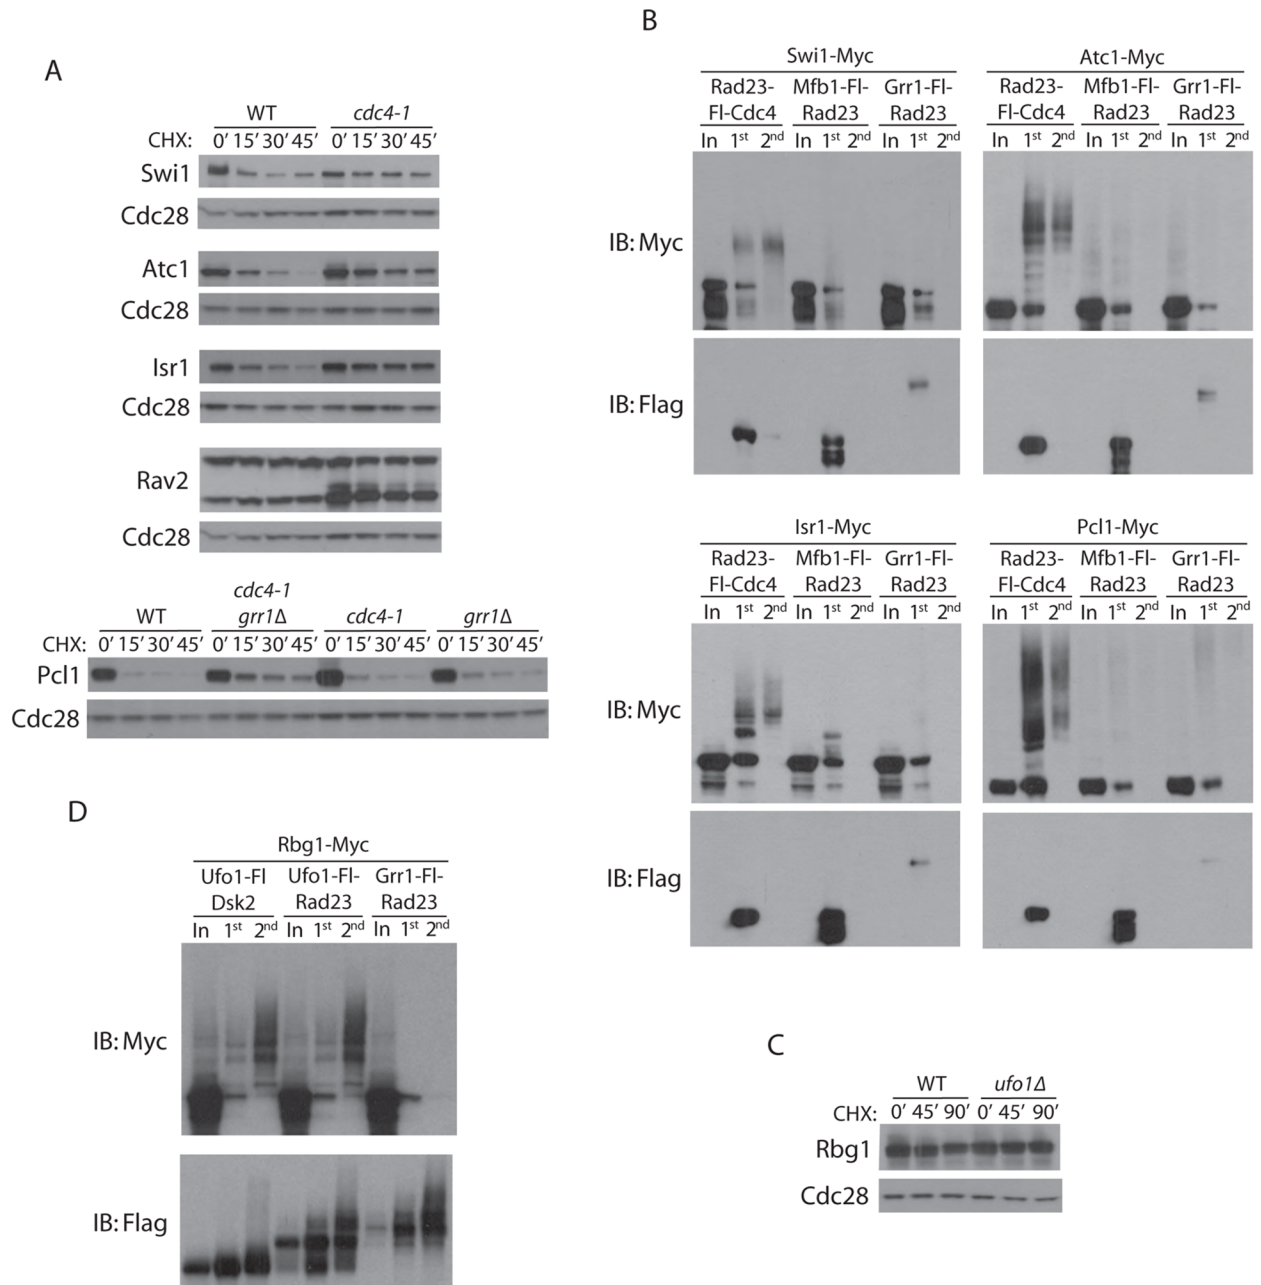 A
WT cdc4-1
CHX: 0′ 15′ 30′ 45′ 0′ 15′ 30′ 45′
Swi1
Cdc28
Atc1
Cdc28
Isr1
Cdc28
Rav2
Cdc28
cdc4-1
WT grr1Δ cdc4-1 grr1Δ
CHX: 0′ 15′ 30′ 45′ 0′ 15′ 30′ 45′ 0′ 15′ 30′ 45′ 0′ 15′ 30′ 45′
Pcl1
Cdc28
B
Swi1-Myc
Rad23- Mfb1-Fl- Grr1-Fl-
Fl-Cdc4 Rad23 Rad23
In 1st 2nd In 1st 2nd In 1st 2nd
IB: Myc
IB: Flag
Atc1-Myc
Rad23- Mfb1-Fl- Grr1-Fl-
Fl-Cdc4 Rad23 Rad23
In 1st 2nd In 1st 2nd In 1st 2nd
Isr1-Myc
Rad23- Mfb1-Fl- Grr1-Fl-
Fl-Cdc4 Rad23 Rad23
In 1st 2nd In 1st 2nd In 1st 2nd
IB: Myc
IB: Flag
Pcl1-Myc
Rad23- Mfb1-Fl- Grr1-Fl-
Fl-Cdc4 Rad23 Rad23
In 1st 2nd In 1st 2nd In 1st 2nd
D
Rbg1-Myc
Ufo1-Fl Ufo1-Fl- Grr1-Fl-
Dsk2 Rad23 Rad23
In 1st 2nd In 1st 2nd In 1st 2nd
IB: Myc
IB: Flag
C
WT ufo1Δ
CHX: 0′ 45′ 90′ 0′ 45′ 90′
Rbg1
Cdc28